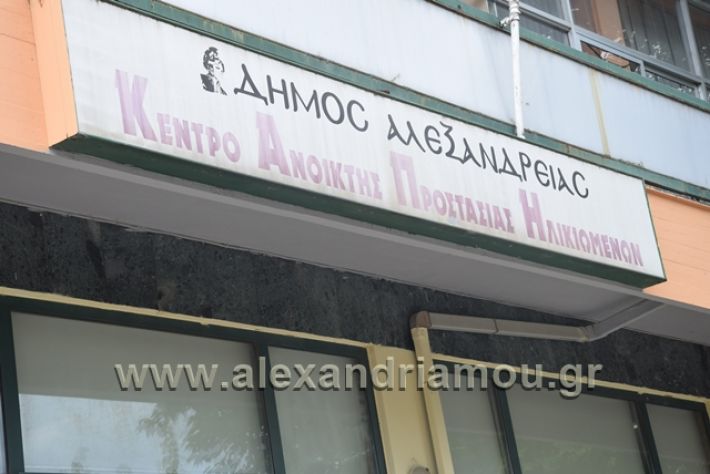 ΔΗΜΟΣ ΑΛΕΞΑΝΔΡΕΙΑΣ
ΚΕΝΤΡΟ ΑΝΟΙΚΤΗΣ ΠΡΟΣΤΑΣΙΑΣ ΗΛΙΚΙΩΜΕΝΩΝ
www.alexandriamou.gr